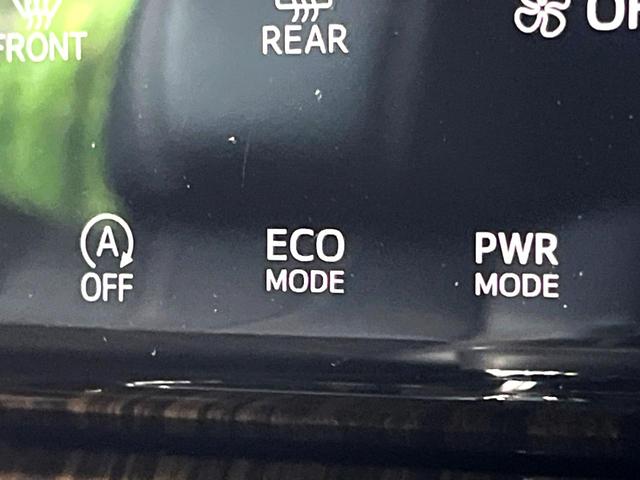 FRONT
REAR
A
OFF
ECO
MODE
PWR
MODE